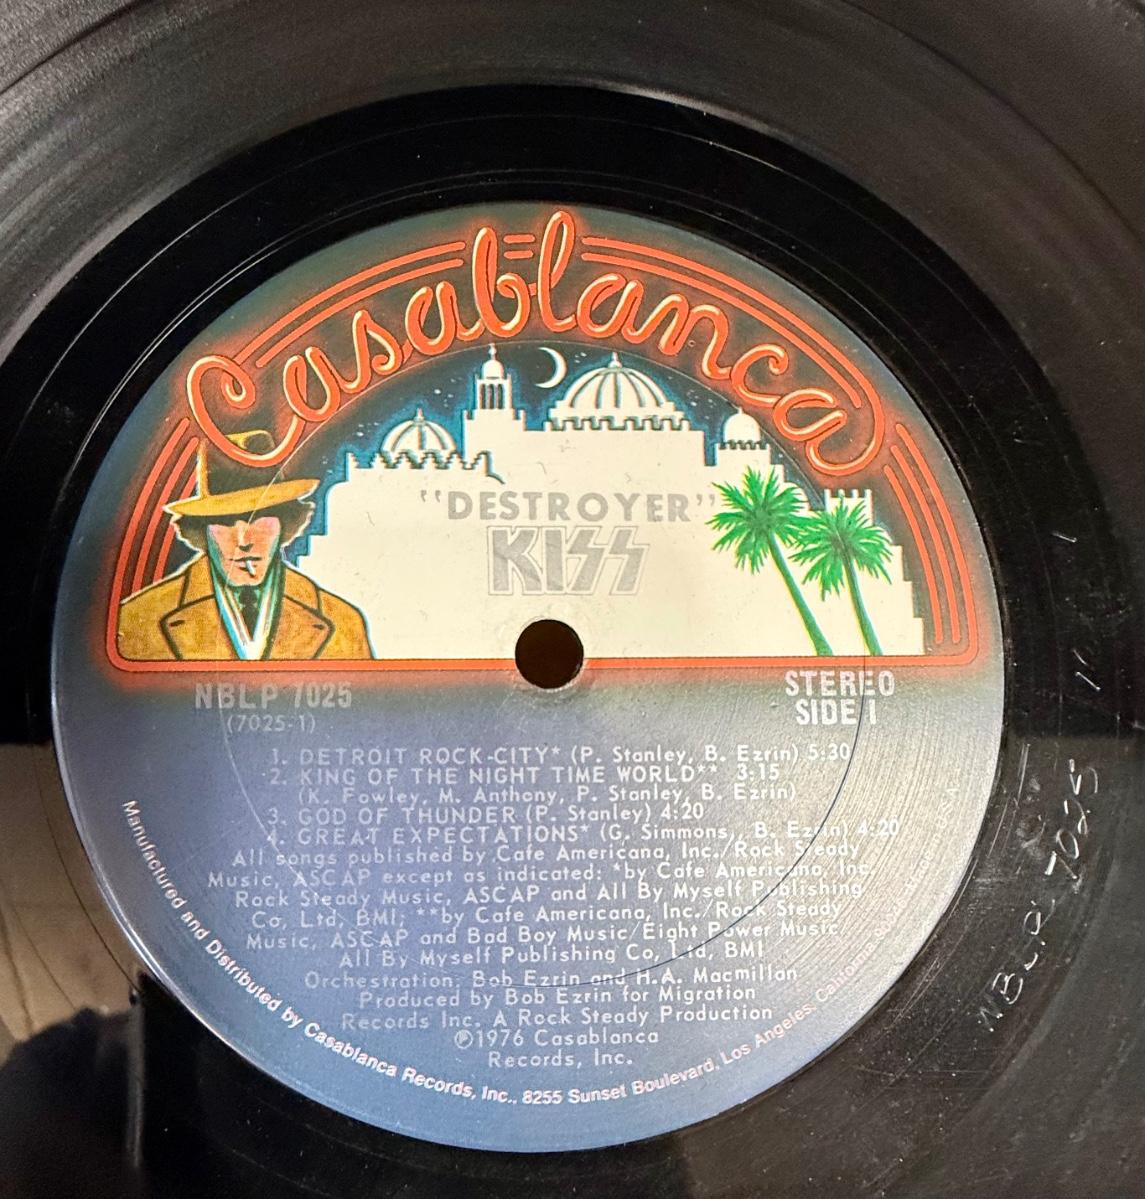 Casablanca
"DESTROYER"
KISS
NBLP 7025
(7025-1)
STEREO
SIDE 1
1. DETROIT ROCK-CITY* (P. Stanley, B. Ezrin) 5:30
2. KING OF THE NIGHT TIME WORLD** 3:15
(K. Fowley, M. Anthony, P. Stanley, B. Ezrin)
3. GOD OF THUNDER (P. Stanley) 4:20
4. GREAT EXPECTATIONS* (G. Simmons, B. Ezrin) 4:20
All songs published by Cafe Americana, Inc./Rock Steady
Music, ASCAP except as indicated: *by Cafe Americana, Inc.
Rock Steady Music, ASCAP and All By Myself Publishing
Co, Ltd, BMI; **by Cafe Americana, Inc./Rock Steady
Music, ASCAP and Bad Boy Music/Eight Power Music/
All By Myself Publishing Co, Ltd, BMI
Orchestration: Bob Ezrin and H.A. Macmillan
Produced by Bob Ezrin for Migration
Records Inc. A Rock Steady Production
℗1976 Casablanca
Records, Inc.
Manufactured and Distributed by Casablanca Records, Inc., 8255 Sunset Boulevard, Los Angeles, California U.S.A.
NBLP 7025